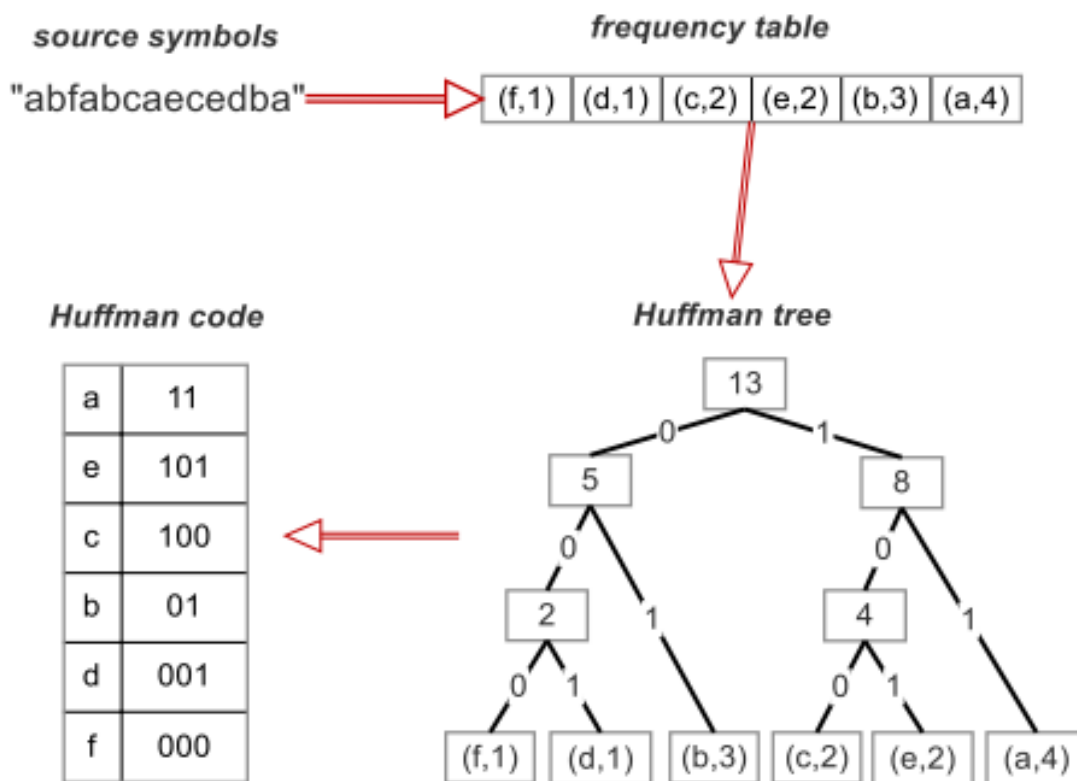 source symbols
frequency table
"abfabcaecedba"
(f,1) (d,1) (c,2) (e,2) (b,3) (a,4)
Huffman code
Huffman tree
a 11
e 101
c 100
b 01
d 001
f 000
13
0 1
5 8
0 0
2 1 4 1
0 1 0 1
(f,1) (d,1) (b,3) (c,2) (e,2) (a,4)